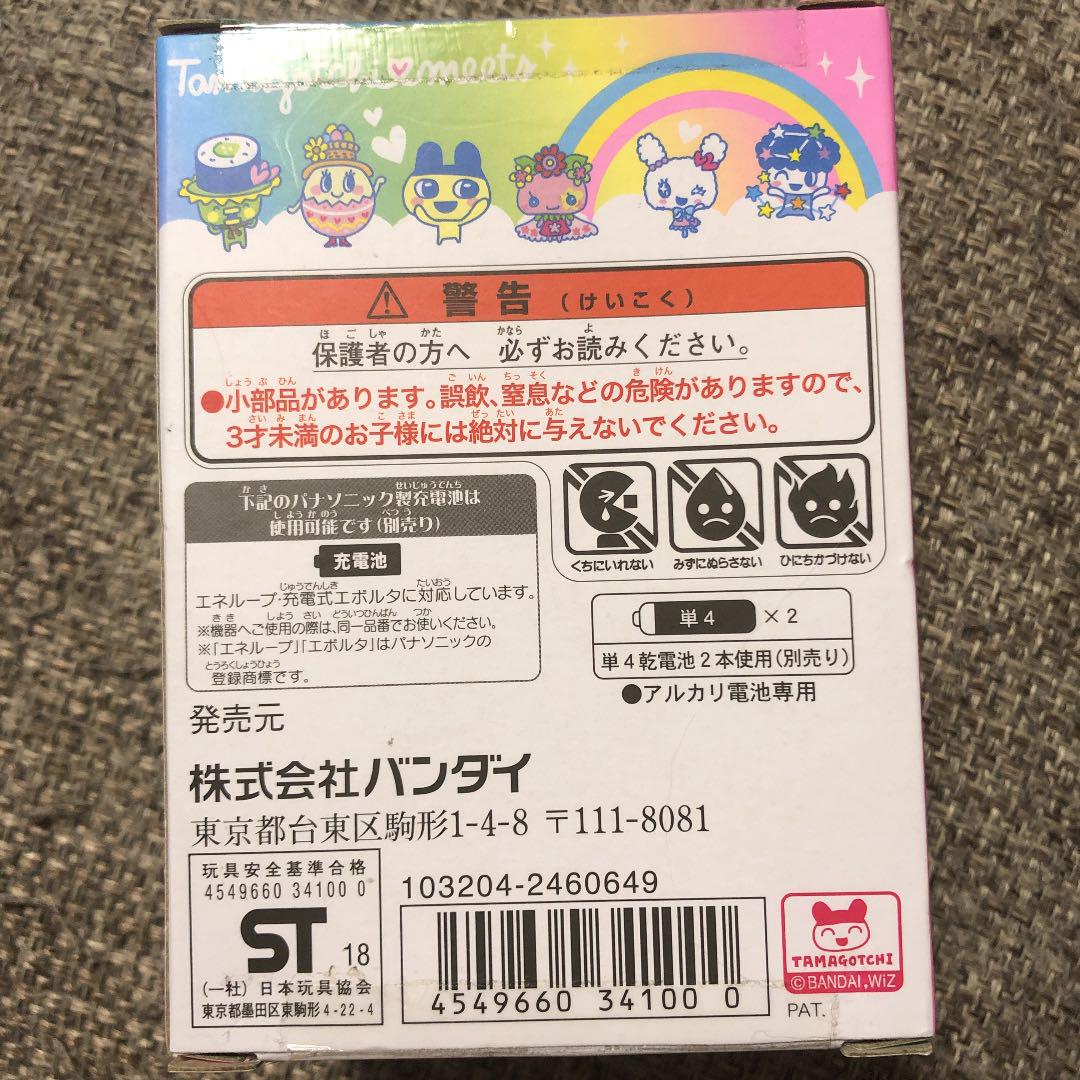 Tamagotchi meets
警告 (けいこく)
保護者の方へ 必ずお読みください。
●小部品があります。誤飲、窒息などの危険がありますので、
3才未満のお子様には絶対に与えないでください。
下記のパナソニック製充電池は
使用可能です(別売り)
充電池
エネループ・充電式エボルタに対応しています。
※機器へご使用の際は、同一品番でお使いください。
※「エネループ」「エボルタ」はパナソニックの
登録商標です。
くちにいれない みずにぬらさない ひにちかづけない
単4 ×2
単4乾電池2本使用(別売り)
●アルカリ電池専用
発売元
株式会社バンダイ
東京都台東区駒形1-4-8 〒111-8081
玩具安全基準合格
4549660 34100 0
ST 18
(一社) 日本玩具協会
東京都墨田区東駒形4-22-4
103204-2460649
4549660 341000
TAMAGOTCHI
©BANDAI,WiZ
PAT.